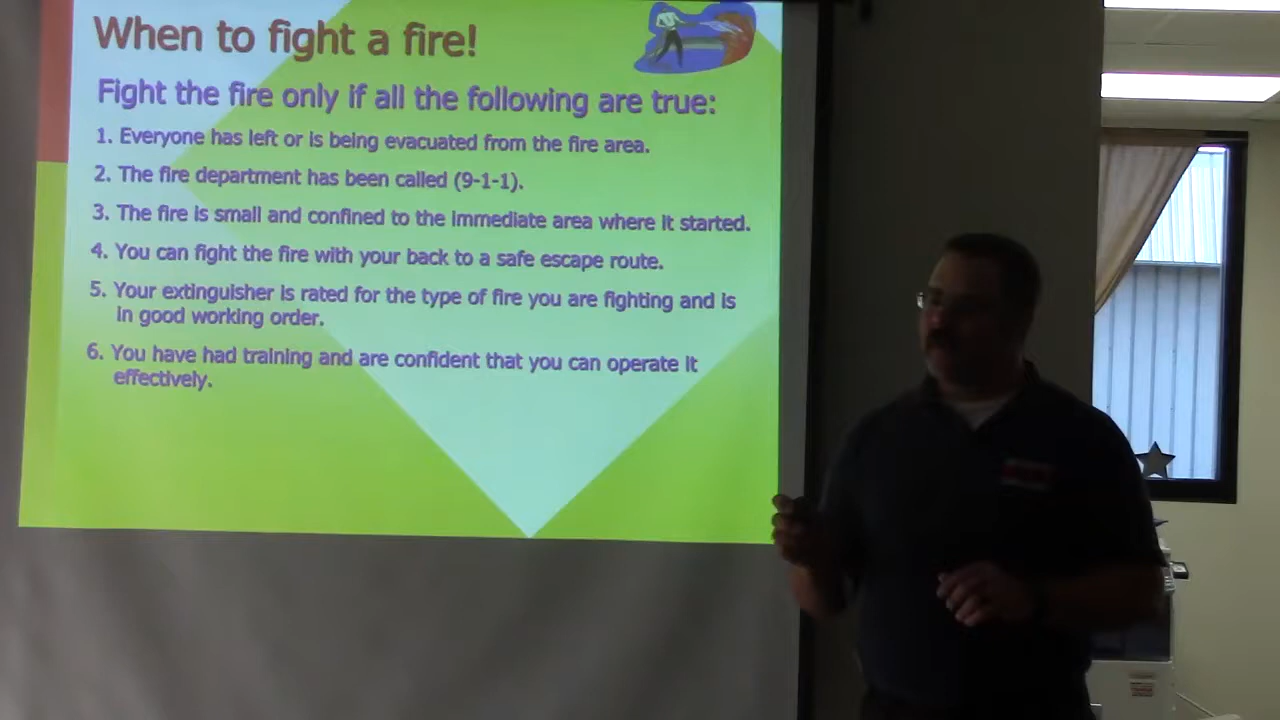 When to fight a fire!
Fight the fire only if all the following are true:
1. Everyone has left or is being evacuated from the fire area.
2. The fire department has been called (9-1-1).
3. The fire is small and confined to the immediate area where it started.
4. You can fight the fire with your back to a safe escape route.
5. Your extinguisher is rated for the type of fire you are fighting and is
in good working order.
6. You have had training and are confident that you can operate it
effectively.